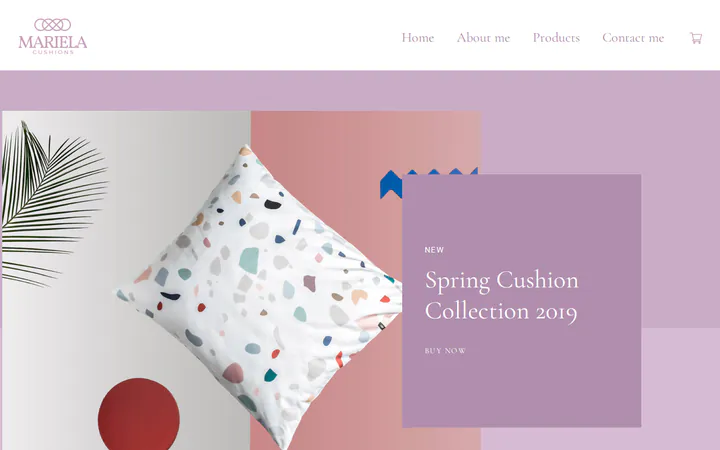 MARIELA
CUSHIONS
Home About me Products Contact me
NEW
Spring Cushion
Collection 2019
BUY NOW